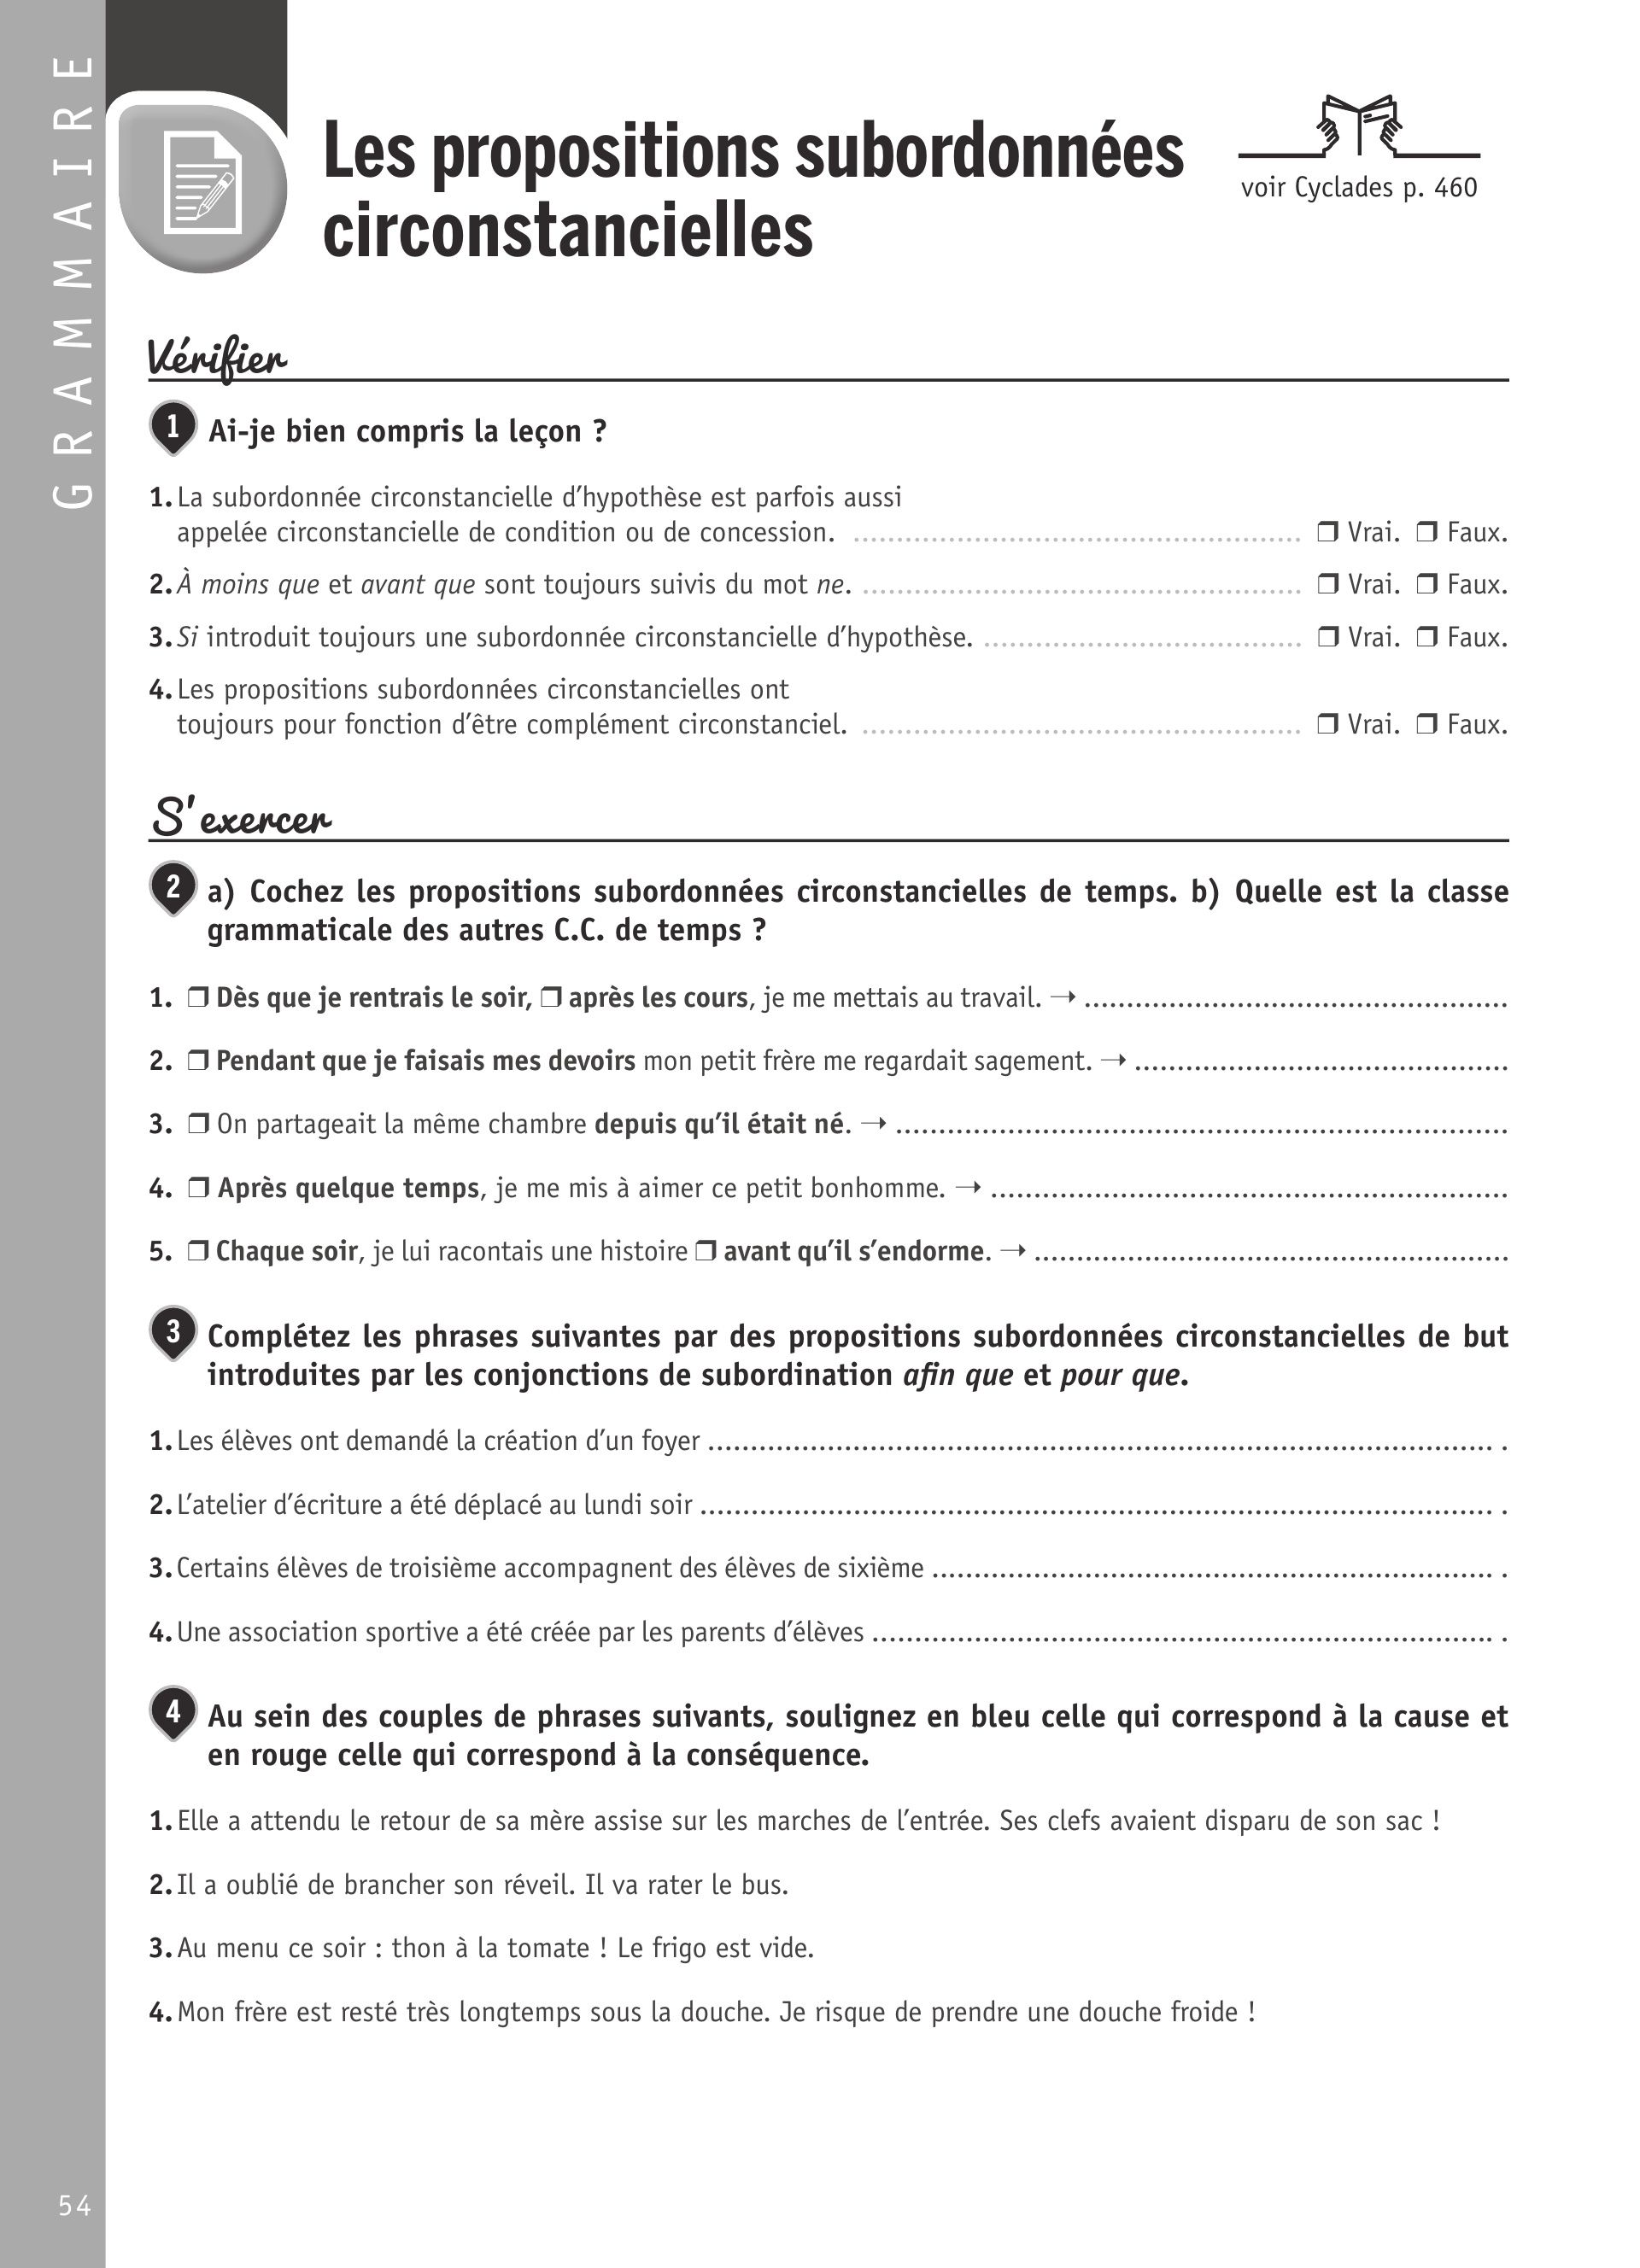 GRAMMAIRE
Les propositions subordonnées
circonstancielles
voir Cyclades p. 460
Vérifier
1 Ai-je bien compris la leçon ?
1. La subordonnée circonstancielle d’hypothèse est parfois aussi
appelée circonstancielle de condition ou de concession. .................................................... ❒ Vrai. ❒ Faux.
2. À moins que et avant que sont toujours suivis du mot ne. ................................................... ❒ Vrai. ❒ Faux.
3. Si introduit toujours une subordonnée circonstancielle d’hypothèse. ..................................... ❒ Vrai. ❒ Faux.
4. Les propositions subordonnées circonstancielles ont
toujours pour fonction d’être complément circonstanciel. ................................................... ❒ Vrai. ❒ Faux.
S’exercer
2 a) Cochez les propositions subordonnées circonstancielles de temps. b) Quelle est la classe
grammaticale des autres C.C. de temps ?
1. ❒ Dès que je rentrais le soir, ❒ après les cours, je me mettais au travail. → ..................................................
2. ❒ Pendant que je faisais mes devoirs mon petit frère me regardait sagement. → ............................................
3. ❒ On partageait la même chambre depuis qu’il était né. → ........................................................................
4. ❒ Après quelque temps, je me mis à aimer ce petit bonhomme. → .............................................................
5. ❒ Chaque soir, je lui racontais une histoire ❒ avant qu’il s’endorme. → ........................................................
3 Complétez les phrases suivantes par des propositions subordonnées circonstancielles de but
introduites par les conjonctions de subordination afin que et pour que.
1. Les élèves ont demandé la création d’un foyer ............................................................................................ .
2. L’atelier d’écriture a été déplacé au lundi soir ............................................................................................. .
3. Certains élèves de troisième accompagnent des élèves de sixième .................................................................. .
4. Une association sportive a été créée par les parents d’élèves ......................................................................... .
4 Au sein des couples de phrases suivants, soulignez en bleu celle qui correspond à la cause et
en rouge celle qui correspond à la conséquence.
1. Elle a attendu le retour de sa mère assise sur les marches de l’entrée. Ses clefs avaient disparu de son sac !
2. Il a oublié de brancher son réveil. Il va rater le bus.
3. Au menu ce soir : thon à la tomate ! Le frigo est vide.
4. Mon frère est resté très longtemps sous la douche. Je risque de prendre une douche froide !
54